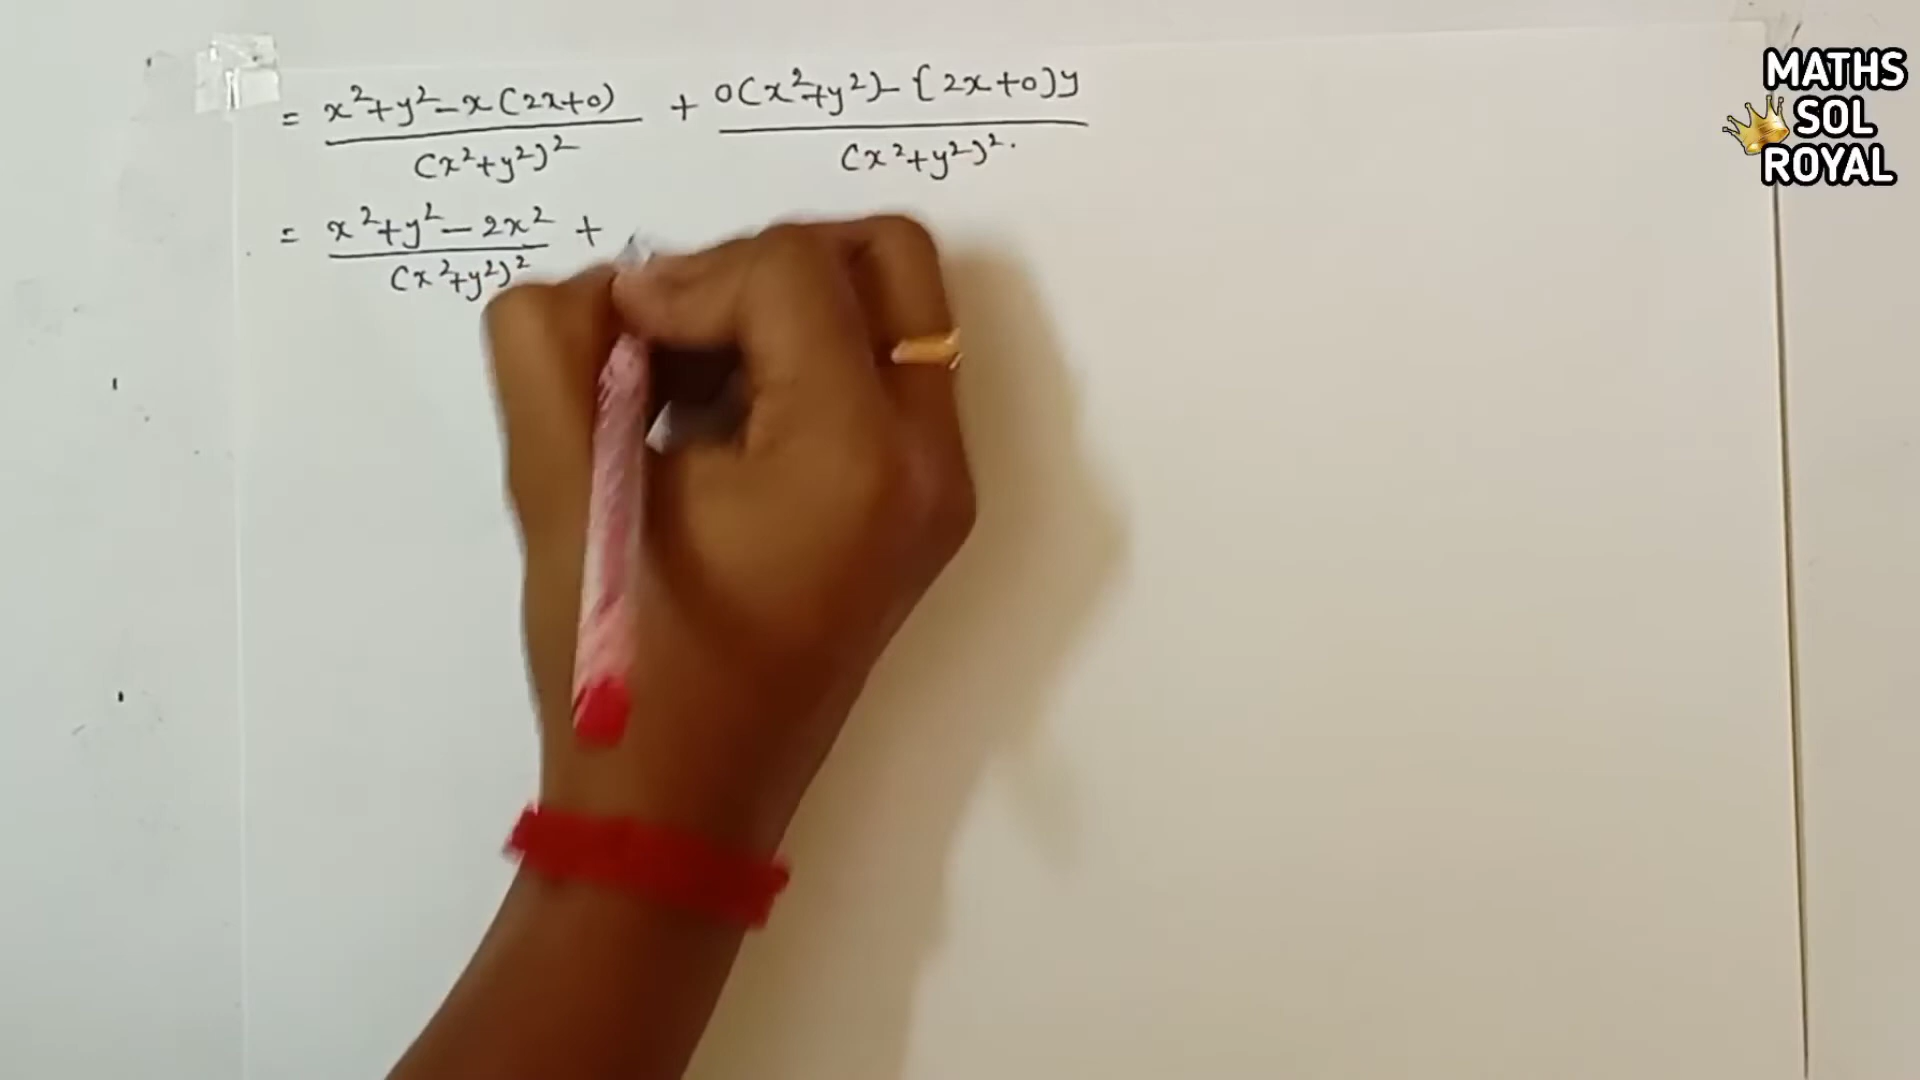 = x²+y²-x(2x+0) / (x²+y²)² + 0(x²+y²)-[2x+0]y / (x²+y²)².
= x²+y²-2x² / (x²+y²)² +
MATHS
SOL
ROYAL